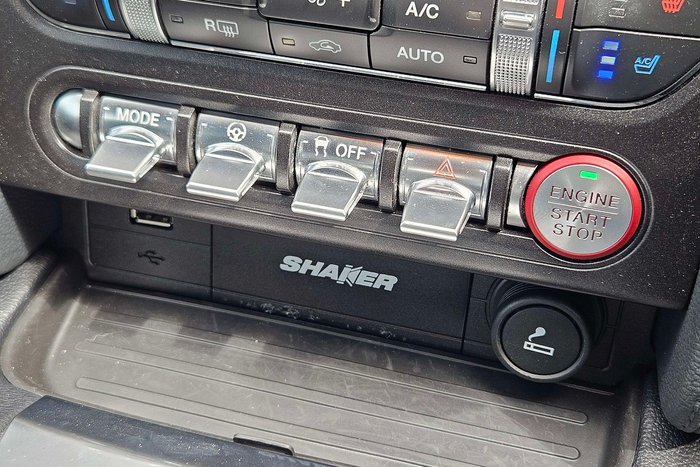 A/C
R
AUTO
A/C
MODE
OFF
ENGINE
START
STOP
SHAKER